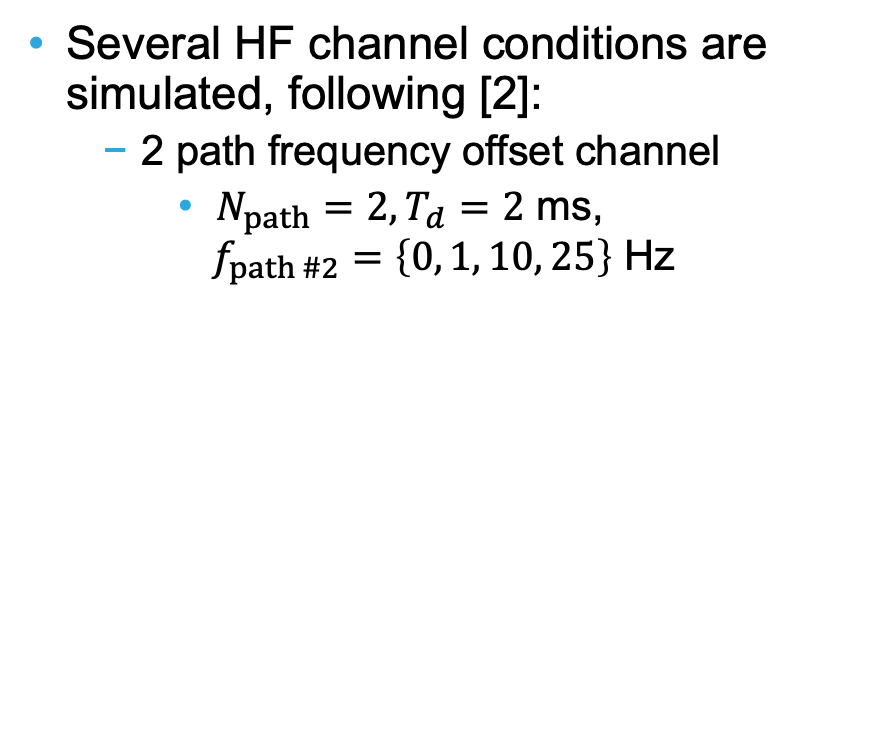 • Several HF channel conditions are
simulated, following [2]:
– 2 path frequency offset channel
• N_path = 2, T_d = 2 ms,
f_path #2 = {0, 1, 10, 25} Hz